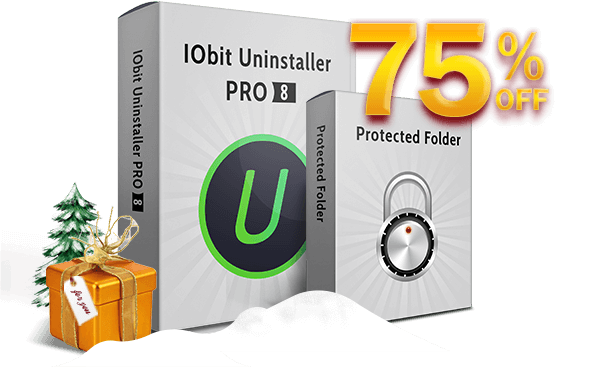 IObit Uninstaller
PRO 8
U
IObit Uninstaller PRO 8
75%
OFF
Protected Folder
Protected Folder
for you